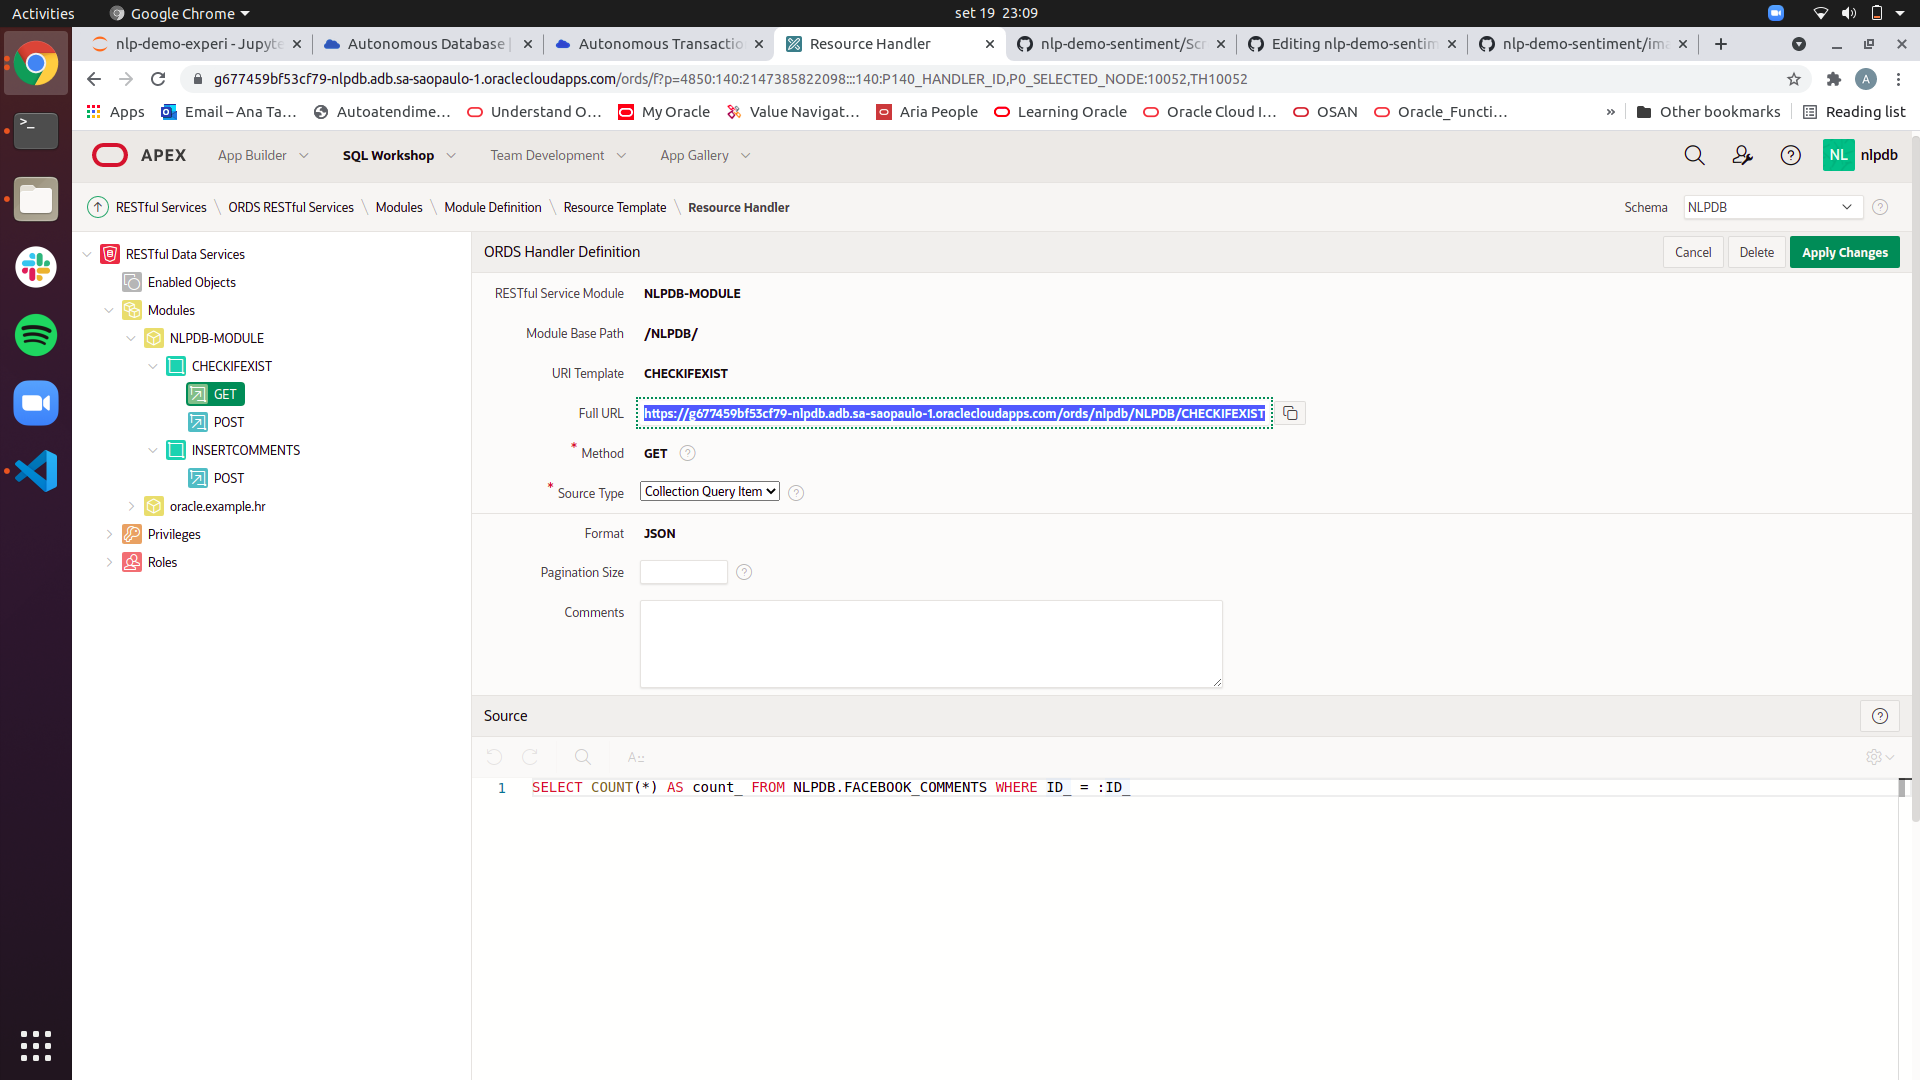 Activities
Google Chrome
set 19 23:09
nlp-demo-experi - Jupyte
Autonomous Database |
Autonomous Transactio
Resource Handler
nlp-demo-sentiment/Scr
Editing nlp-demo-sentim
nlp-demo-sentiment/ima
g677459bf53cf79-nlpdb.adb.sa-saopaulo-1.oraclecloudapps.com/ords/f?p=4850:140:2147385822098:::140:P140_HANDLER_ID,P0_SELECTED_NODE:10052,TH10052
A
Apps
Email – Ana Ta…
Autoatendime…
Understand O…
My Oracle
Value Navigat…
Aria People
Learning Oracle
Oracle Cloud I…
OSAN
Oracle_Functi…
»
Other bookmarks
Reading list
APEX
App Builder
SQL Workshop
Team Development
App Gallery
NL
nlpdb
RESTful Services \ ORDS RESTful Services \ Modules \ Module Definition \ Resource Template \ Resource Handler
Schema
NLPDB
RESTful Data Services
Enabled Objects
Modules
NLPDB-MODULE
CHECKIFEXIST
GET
POST
INSERTCOMMENTS
POST
oracle.example.hr
Privileges
Roles
ORDS Handler Definition
Cancel
Delete
Apply Changes
RESTful Service Module NLPDB-MODULE
Module Base Path /NLPDB/
URI Template CHECKIFEXIST
Full URL https://g677459bf53cf79-nlpdb.adb.sa-saopaulo-1.oraclecloudapps.com/ords/nlpdb/NLPDB/CHECKIFEXIST
* Method GET ?
* Source Type Collection Query Item ?
Format JSON
Pagination Size ?
Comments
Source
?
A
1 SELECT COUNT(*) AS count_ FROM NLPDB.FACEBOOK_COMMENTS WHERE ID_ = :ID_